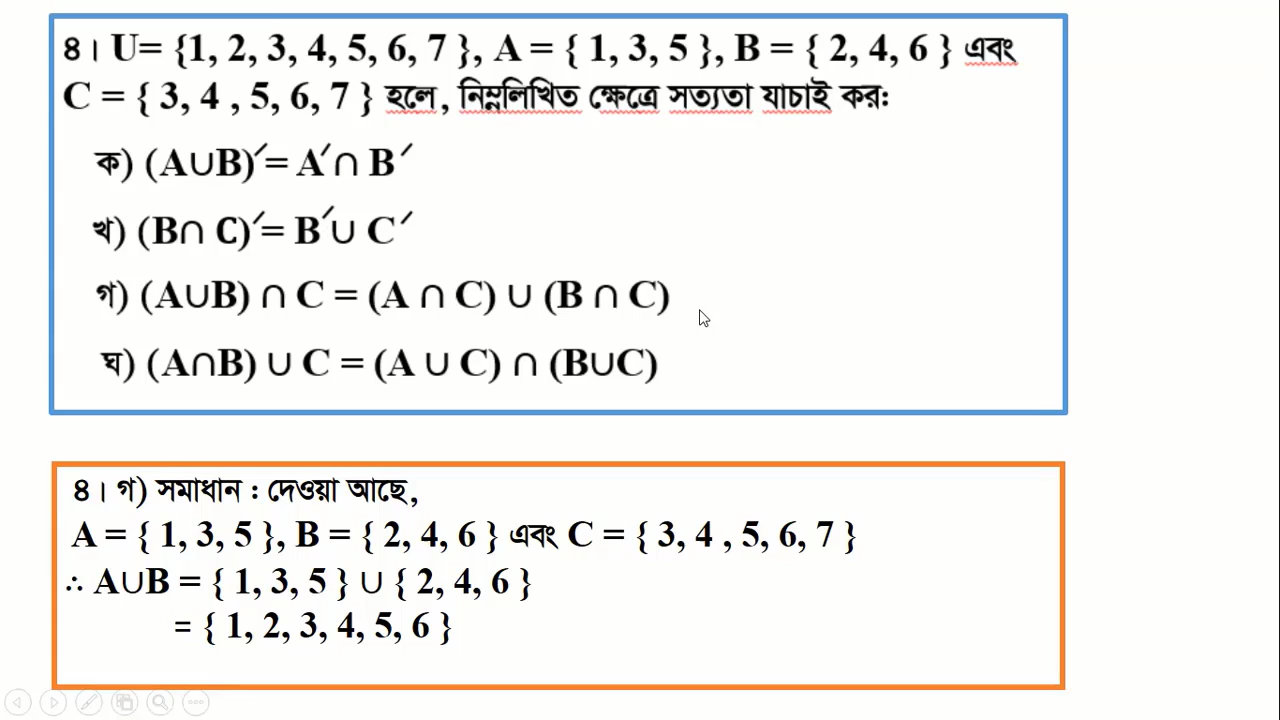 ৪। U= {1, 2, 3, 4, 5, 6, 7 }, A = { 1, 3, 5 }, B = { 2, 4, 6 } এবং
C = { 3, 4 , 5, 6, 7 } হলে, নিম্নলিখিত ক্ষেত্রে সত্যতা যাচাই কর:
ক) (A∪B)′= A′∩ B′
খ) (B∩ C)′= B′∪ C′
গ) (A∪B) ∩ C = (A ∩ C) ∪ (B ∩ C)
ঘ) (A∩B) ∪ C = (A ∪ C) ∩ (B∪C)
৪। গ) সমাধান : দেওয়া আছে,
A = { 1, 3, 5 }, B = { 2, 4, 6 } এবং C = { 3, 4 , 5, 6, 7 }
∴ A∪B = { 1, 3, 5 } ∪ { 2, 4, 6 }
= { 1, 2, 3, 4, 5, 6 }